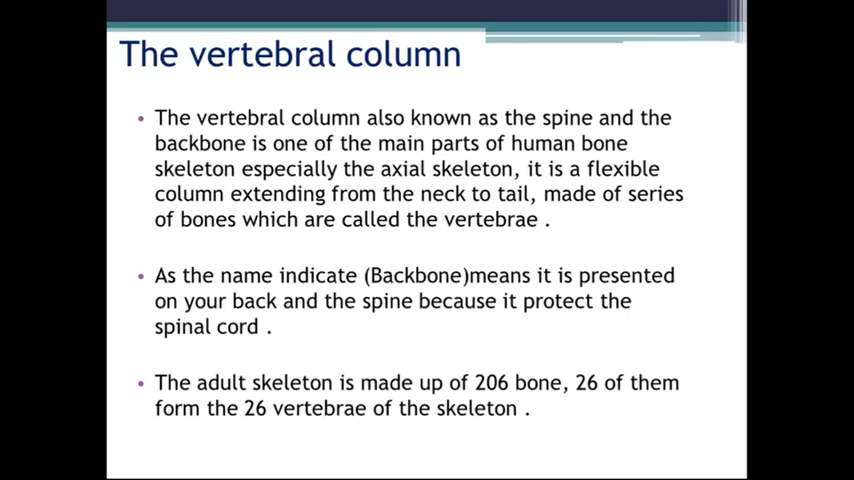 The vertebral column
• The vertebral column also known as the spine and the
backbone is one of the main parts of human bone
skeleton especially the axial skeleton, it is a flexible
column extending from the neck to tail, made of series
of bones which are called the vertebrae .
• As the name indicate (Backbone)means it is presented
on your back and the spine because it protect the
spinal cord .
• The adult skeleton is made up of 206 bone, 26 of them
form the 26 vertebrae of the skeleton .